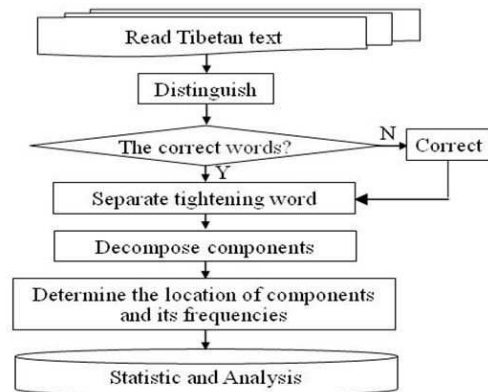 Read Tibetan text
Distinguish
The correct words?
N
Correct
Y
Separate tightening word
Decompose components
Determine the location of components
and its frequencies
Statistic and Analysis